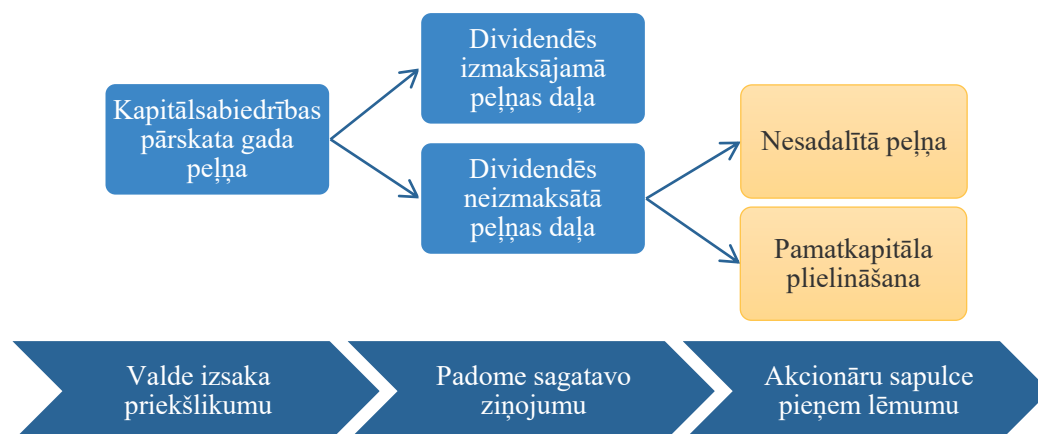 Kapitālsabiedrības
pārskata gada
peļņa
Dividendēs
izmaksājamā
peļņas daļa
Dividendēs
neizmaksātā
peļņas daļa
Nesadalītā peļņa
Pamatkapitāla
plielināšana
Valde izsaka
priekšlikumu
Padome sagatavo
ziņojumu
Akcionāru sapulce
pieņem lēmumu